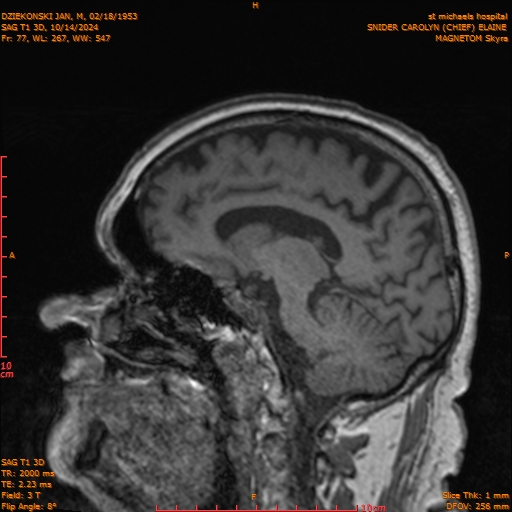 H
DZIEKONSKI JAN, M, 02/18/1953
SAG T1 3D, 10/14/2024
Fr: 77, WL: 267, WW: 547
st michaels hospital
SNIDER CAROLYN (CHIEF) ELAINE
MAGNETOM Skyra
A
P
10
cm
SAG T1 3D
TR: 2000 ms
TE: 2.23 ms
Field: 3 T
Flip Angle: 8°
F
10cm
Slice Thk: 1 mm
DFOV: 256 mm